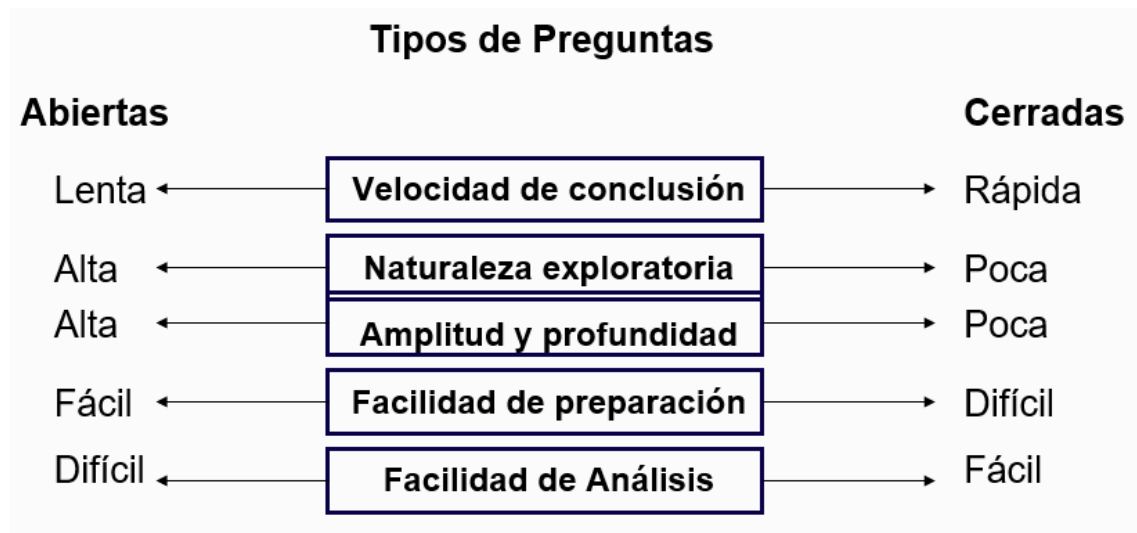 Tipos de Preguntas
Abiertas Cerradas
Lenta Velocidad de conclusión Rápida
Alta Naturaleza exploratoria Poca
Alta Amplitud y profundidad Poca
Fácil Facilidad de preparación Difícil
Difícil Facilidad de Análisis Fácil